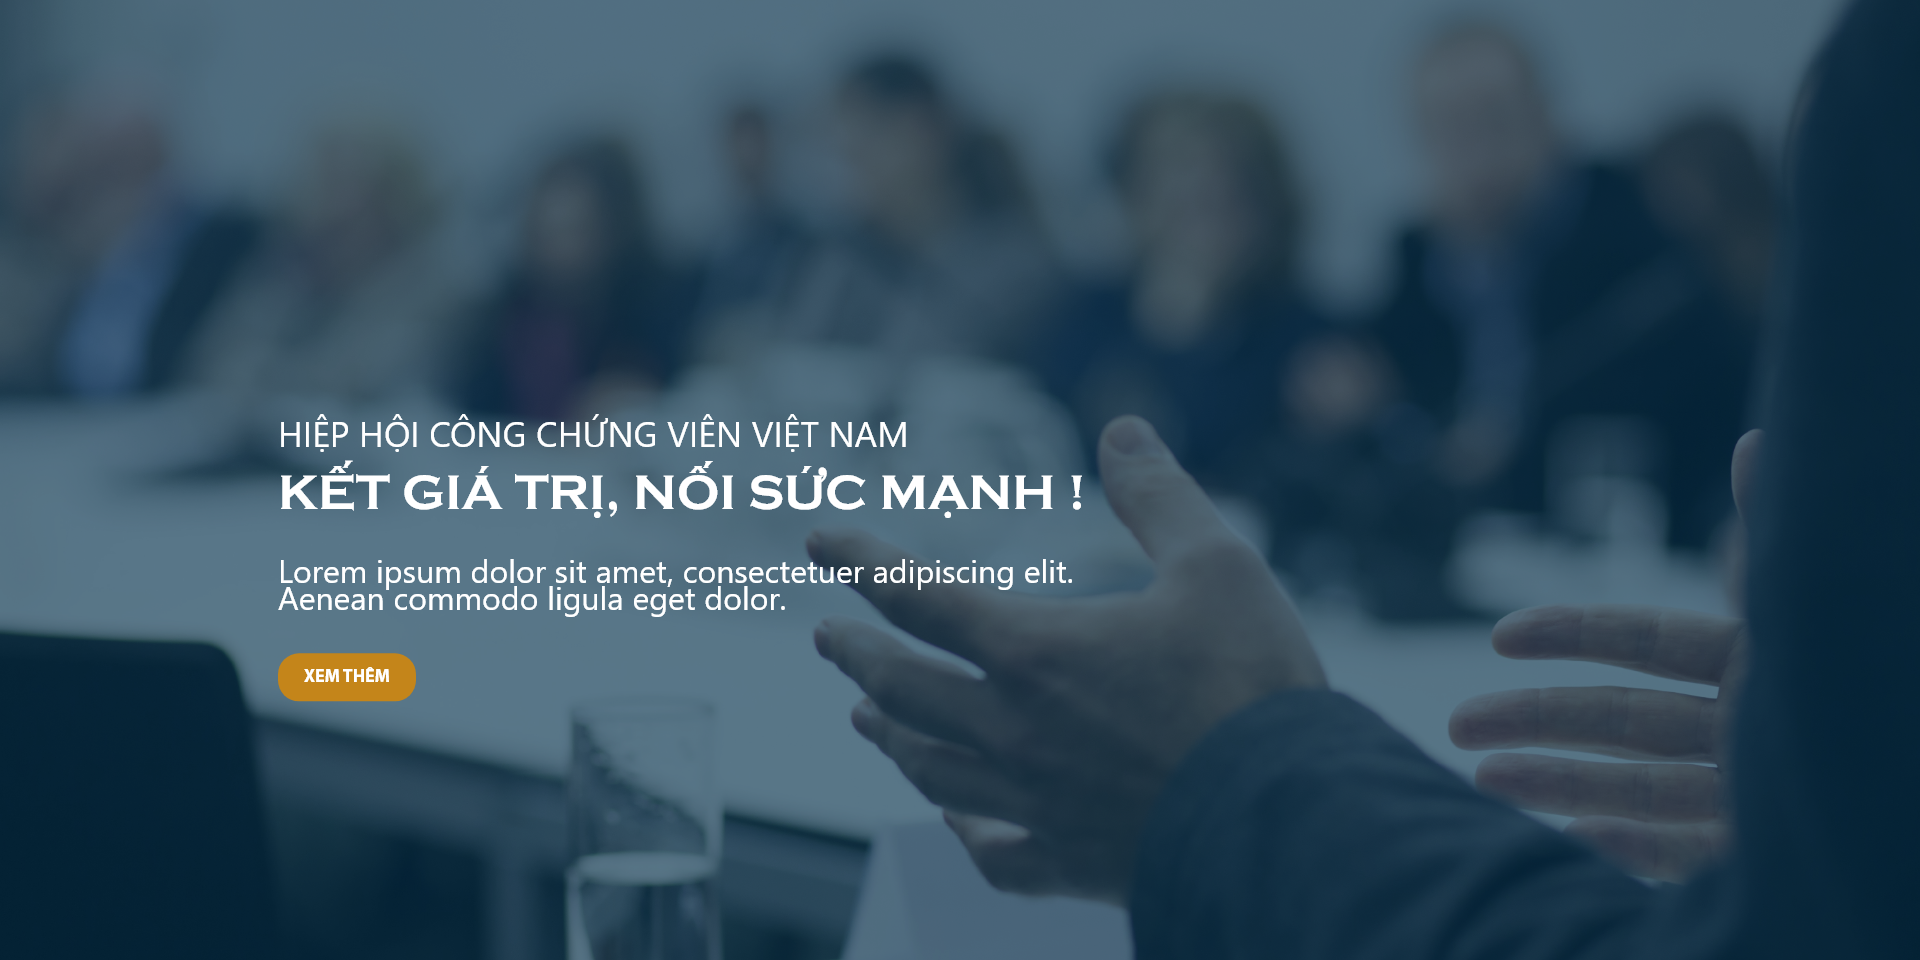 HIỆP HỘI CÔNG CHỨNG VIÊN VIỆT NAM
KẾT GIÁ TRỊ, NỐI SỨC MẠNH !
Lorem ipsum dolor sit amet, consectetuer adipiscing elit.
Aenean commodo ligula eget dolor.
XEM THÊM